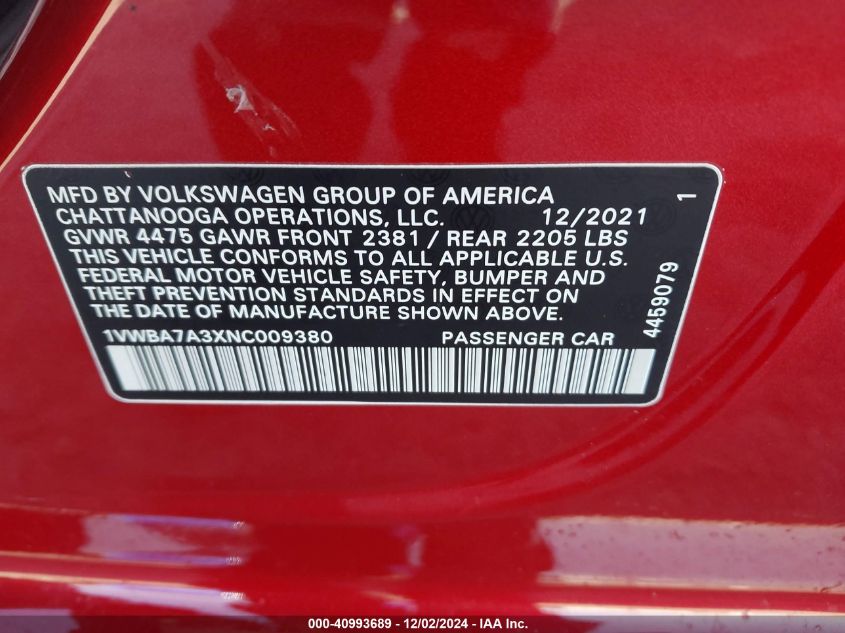 MFD BY VOLKSWAGEN GROUP OF AMERICA
CHATTANOOGA OPERATIONS, LLC. 12/2021
GVWR 4475 GAWR FRONT 2381 / REAR 2205 LBS
THIS VEHICLE CONFORMS TO ALL APPLICABLE U.S.
FEDERAL MOTOR VEHICLE SAFETY, BUMPER AND
THEFT PREVENTION STANDARDS IN EFFECT ON
THE DATE OF MANUFACTURE SHOWN ABOVE.
1VWBA7A3XNC009380 PASSENGER CAR
1
4459079
000-40993689 - 12/02/2024 - IAA Inc.